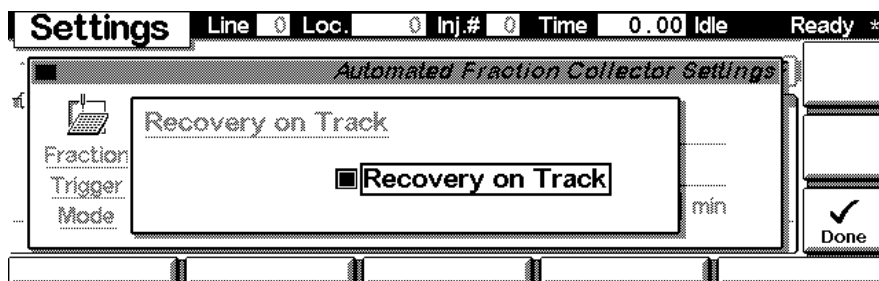 Settings Line 0 Loc. 0 Inj.# 0 Time 0.00 Idle Ready *
Automated Fraction Collector Settings
Recovery on Track
Recovery on Track
Fraction
Trigger
Mode
min
Done